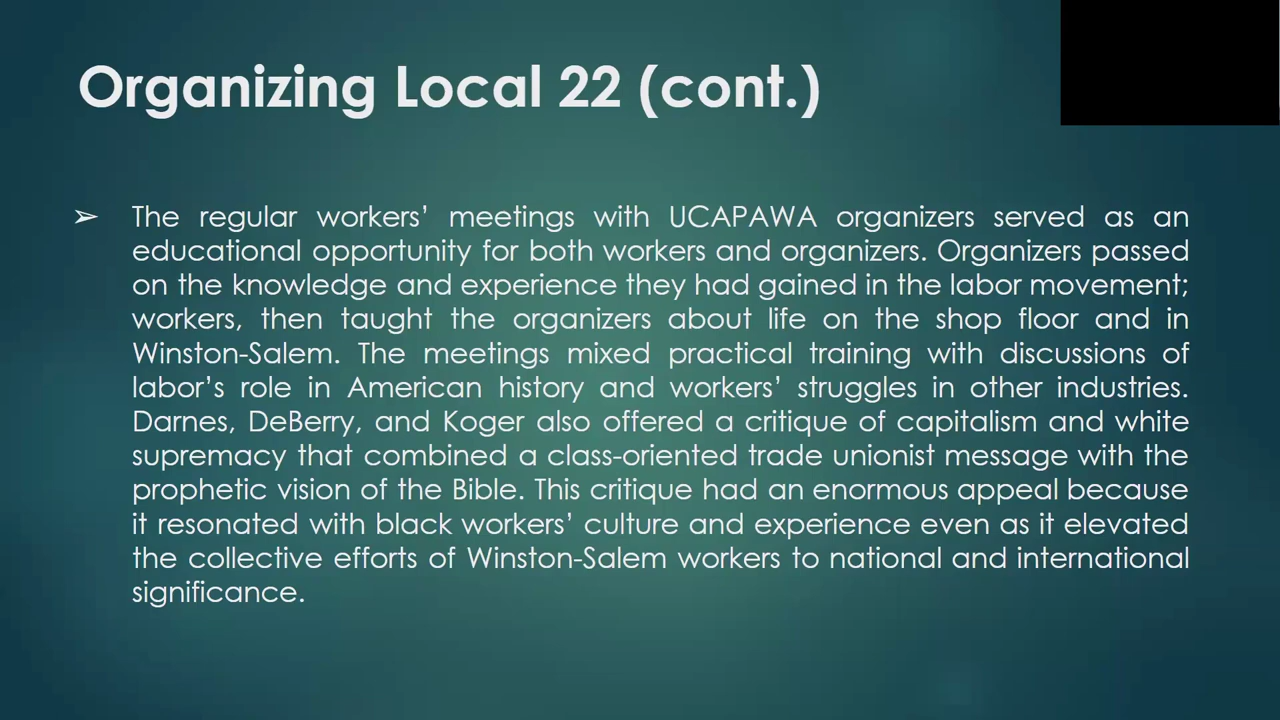 Organizing Local 22 (cont.)
➢ The regular workers’ meetings with UCAPAWA organizers served as an
educational opportunity for both workers and organizers. Organizers passed
on the knowledge and experience they had gained in the labor movement;
workers, then taught the organizers about life on the shop floor and in
Winston-Salem. The meetings mixed practical training with discussions of
labor’s role in American history and workers’ struggles in other industries.
Darnes, DeBerry, and Koger also offered a critique of capitalism and white
supremacy that combined a class-oriented trade unionist message with the
prophetic vision of the Bible. This critique had an enormous appeal because
it resonated with black workers’ culture and experience even as it elevated
the collective efforts of Winston-Salem workers to national and international
significance.